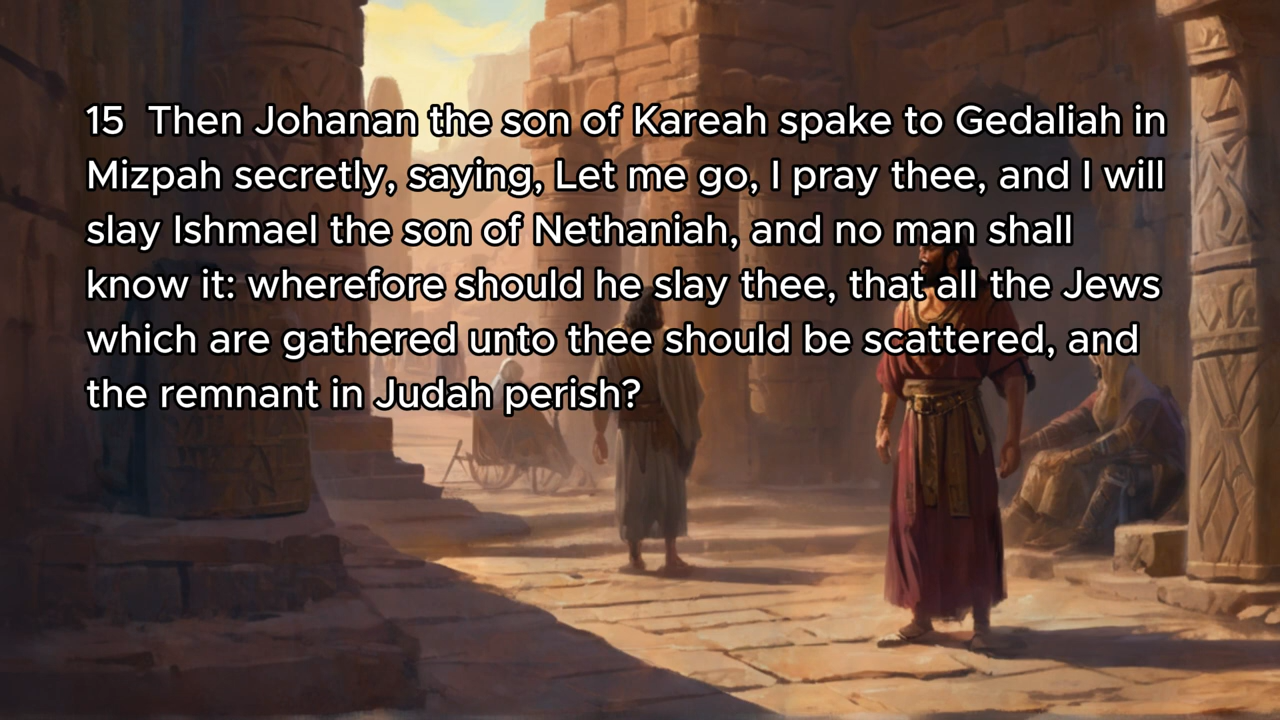 15  Then Johanan the son of Kareah spake to Gedaliah in
Mizpah secretly, saying, Let me go, I pray thee, and I will
slay Ishmael the son of Nethaniah, and no man shall
know it: wherefore should he slay thee, that all the Jews
which are gathered unto thee should be scattered, and
the remnant in Judah perish?